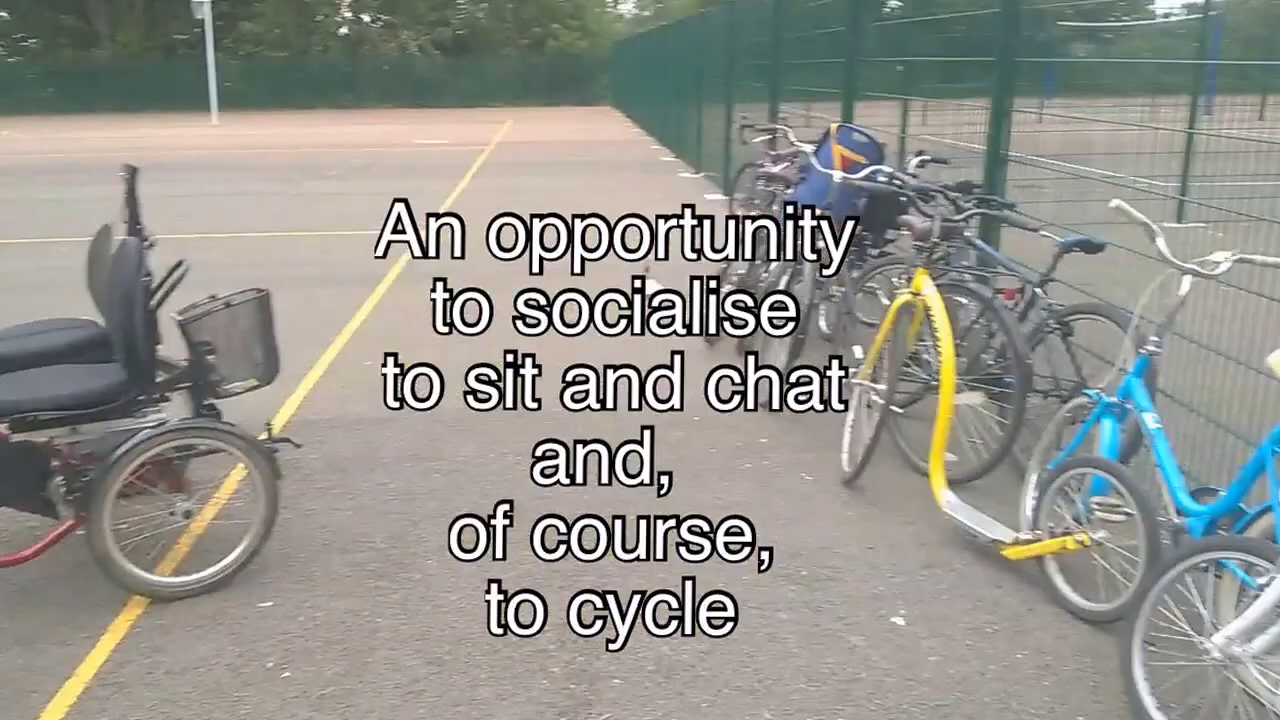 An opportunity
to socialise
to sit and chat
and,
of course,
to cycle